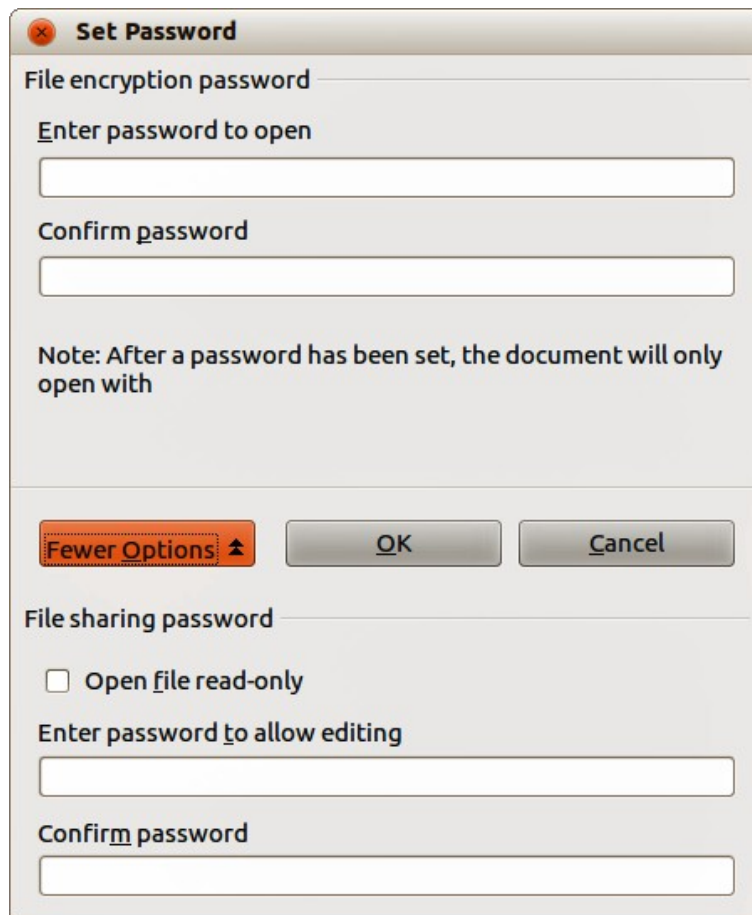 Set Password
File encryption password
Enter password to open
Confirm password
Note: After a password has been set, the document will only
open with
Fewer Options OK Cancel
File sharing password
Open file read-only
Enter password to allow editing
Confirm password